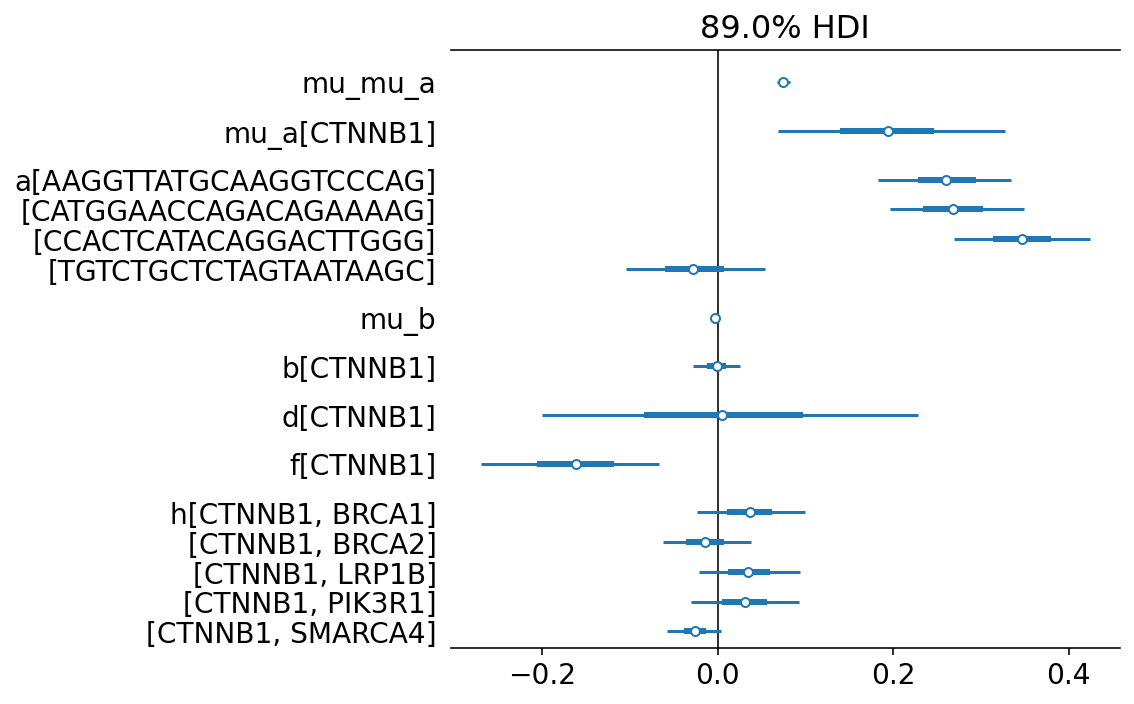 89.0% HDI
mu_mu_a
mu_a[CTNNB1]
a[AAGGTTATGCAAGGTCCCAG]
[CATGGAACCAGACAGAAAAG]
[CCACTCATACAGGACTTGGG]
[TGTCTGCTCTAGTAATAAGC]
mu_b
b[CTNNB1]
d[CTNNB1]
f[CTNNB1]
h[CTNNB1, BRCA1]
[CTNNB1, BRCA2]
[CTNNB1, LRP1B]
[CTNNB1, PIK3R1]
[CTNNB1, SMARCA4]
−0.2 0.0 0.2 0.4